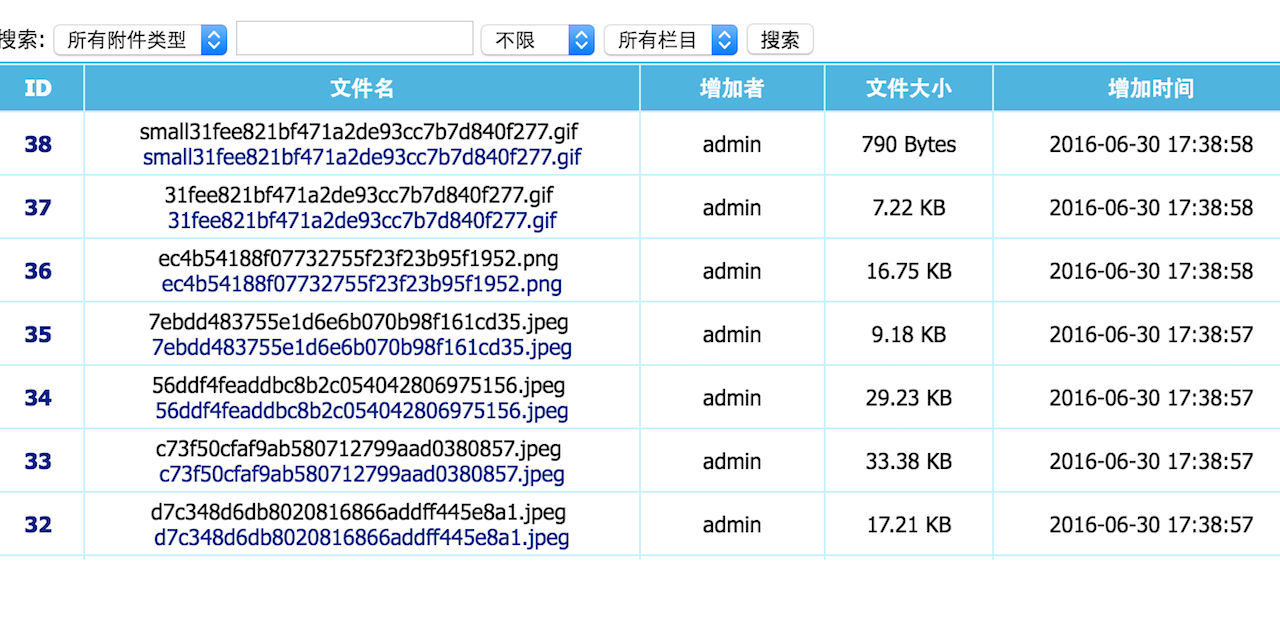 搜索: 所有附件类型 不限 所有栏目 搜索
ID 文件名 增加者 文件大小 增加时间
small31fee821bf471a2de93cc7b7d840f277.gif
38 admin 790 Bytes 2016-06-30 17:38:58
small31fee821bf471a2de93cc7b7d840f277.gif
31fee821bf471a2de93cc7b7d840f277.gif
37 admin 7.22 KB 2016-06-30 17:38:58
31fee821bf471a2de93cc7b7d840f277.gif
ec4b54188f07732755f23f23b95f1952.png
36 admin 16.75 KB 2016-06-30 17:38:58
ec4b54188f07732755f23f23b95f1952.png
7ebdd483755e1d6e6b070b98f161cd35.jpeg
35 admin 9.18 KB 2016-06-30 17:38:57
7ebdd483755e1d6e6b070b98f161cd35.jpeg
56ddf4feaddbc8b2c054042806975156.jpeg
34 admin 29.23 KB 2016-06-30 17:38:57
56ddf4feaddbc8b2c054042806975156.jpeg
c73f50cfaf9ab580712799aad0380857.jpeg
33 admin 33.38 KB 2016-06-30 17:38:57
c73f50cfaf9ab580712799aad0380857.jpeg
d7c348d6db8020816866addff445e8a1.jpeg
32 admin 17.21 KB 2016-06-30 17:38:57
d7c348d6db8020816866addff445e8a1.jpeg